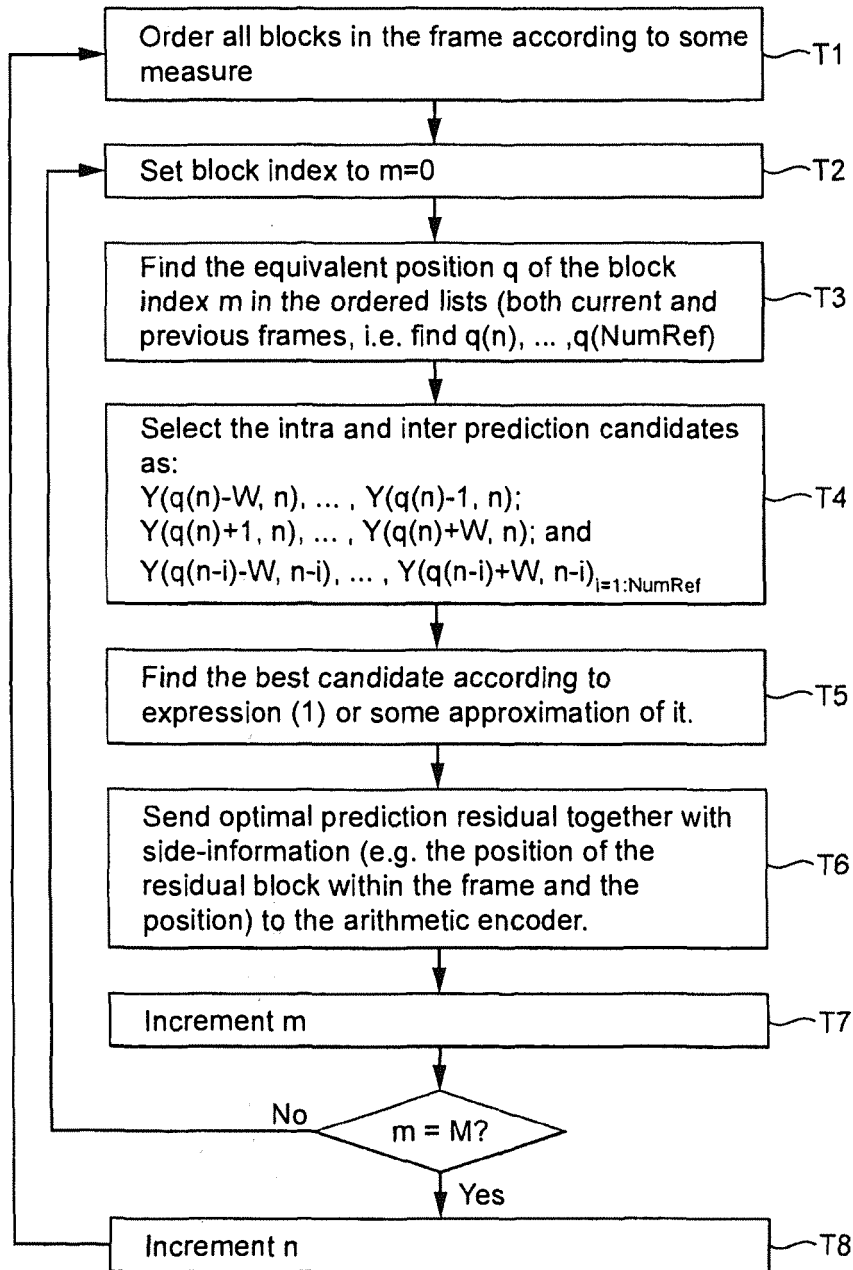 Order all blocks in the frame according to some
measure
T1
Set block index to m=0
T2
Find the equivalent position q of the block
index m in the ordered lists (both current and
previous frames, i.e. find q(n), ... ,q(NumRef)
T3
Select the intra and inter prediction candidates
as:
Y(q(n)-W, n), ... , Y(q(n)-1, n);
Y(q(n)+1, n), ... , Y(q(n)+W, n); and
Y(q(n-i)-W, n-i), ... , Y(q(n-i)+W, n-i)i=1:NumRef
T4
Find the best candidate according to
expression (1) or some approximation of it.
T5
Send optimal prediction residual together with
side-information (e.g. the position of the
residual block within the frame and the
position) to the arithmetic encoder.
T6
Increment m
T7
No
m = M?
Yes
Increment n
T8